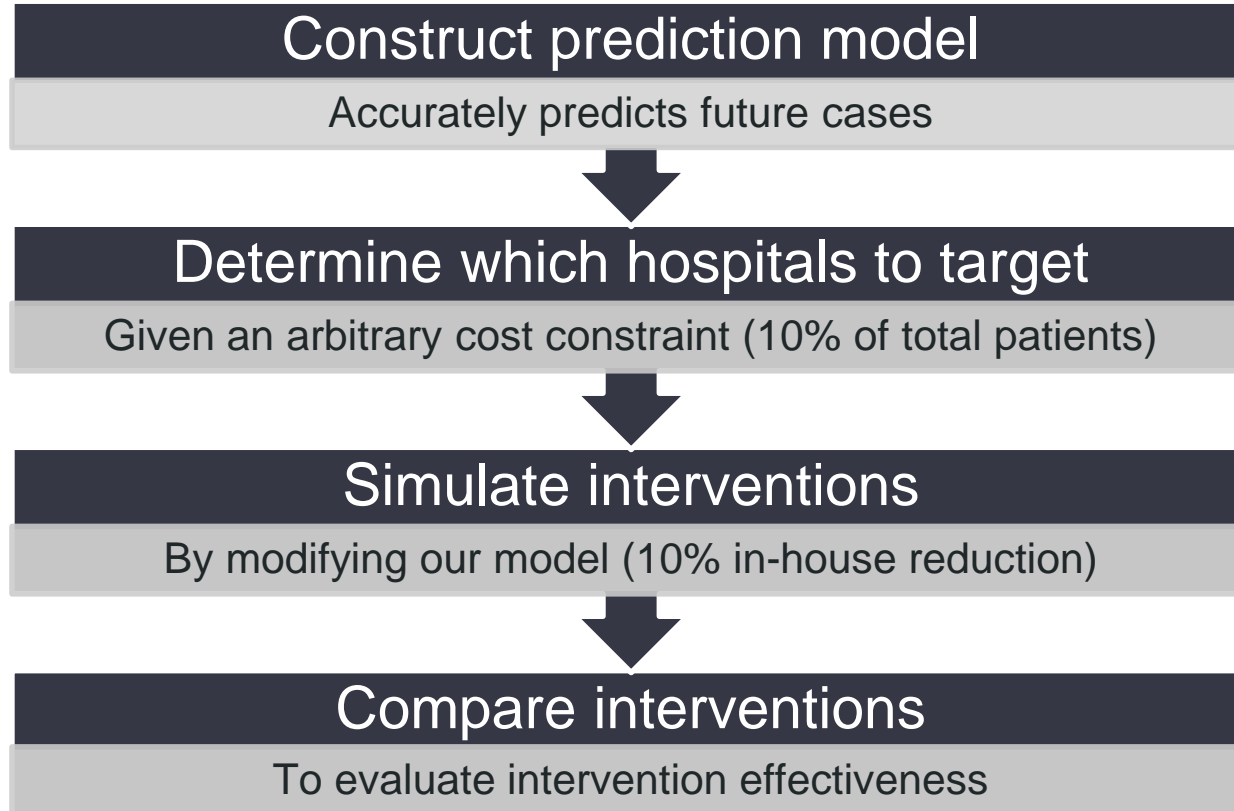 Construct prediction model
Accurately predicts future cases
Determine which hospitals to target
Given an arbitrary cost constraint (10% of total patients)
Simulate interventions
By modifying our model (10% in-house reduction)
Compare interventions
To evaluate intervention effectiveness